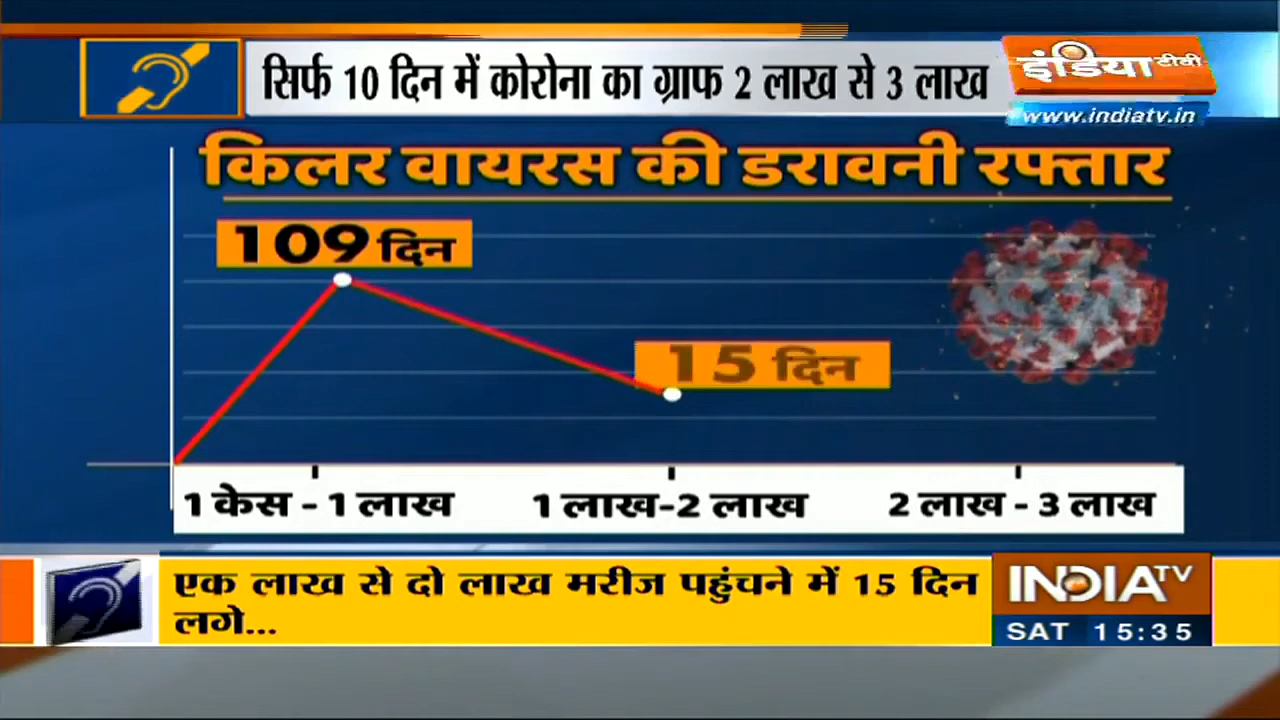 सिर्फ 10 दिन में कोरोना का ग्राफ 2 लाख से 3 लाख
इंडिया टीवी
www.indiatv.in
किलर वायरस की डरावनी रफ्तार
109 दिन
15 दिन
1 केस - 1 लाख
1 लाख-2 लाख
2 लाख - 3 लाख
एक लाख से दो लाख मरीज पहुंचने में 15 दिन
लगे...
INDIA TV
SAT 15:35